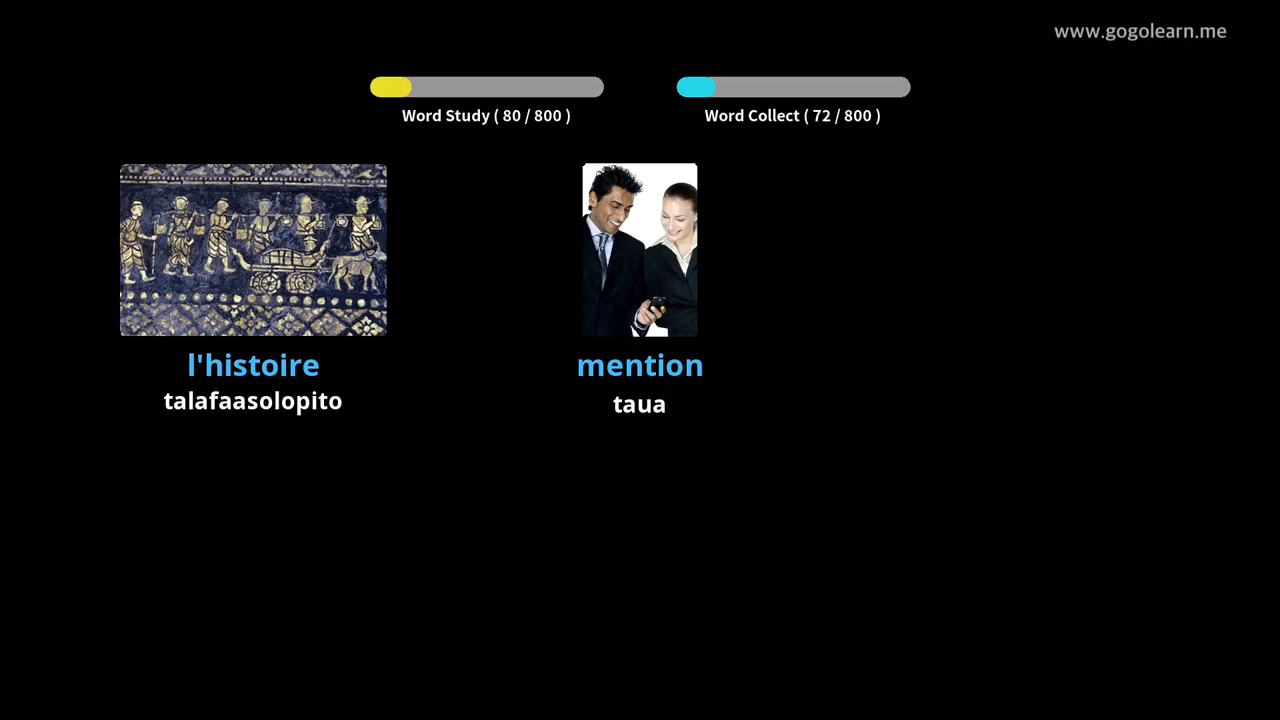 www.gogolearn.me
Word Study ( 80 / 800 )
Word Collect ( 72 / 800 )
l'histoire
talafaasolopito
mention
taua